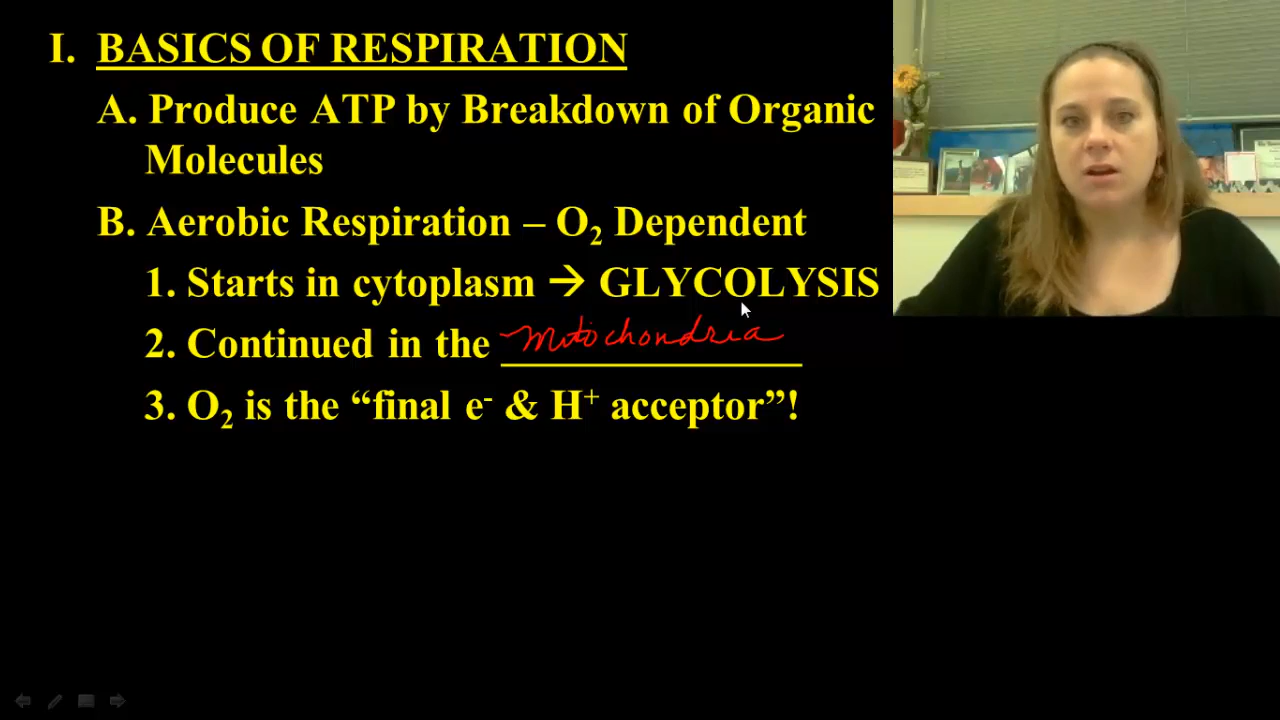 I. BASICS OF RESPIRATION
A. Produce ATP by Breakdown of Organic
Molecules
B. Aerobic Respiration – O₂ Dependent
1. Starts in cytoplasm → GLYCOLYSIS
2. Continued in the mitochondria
3. O₂ is the “final e⁻ & H⁺ acceptor”!